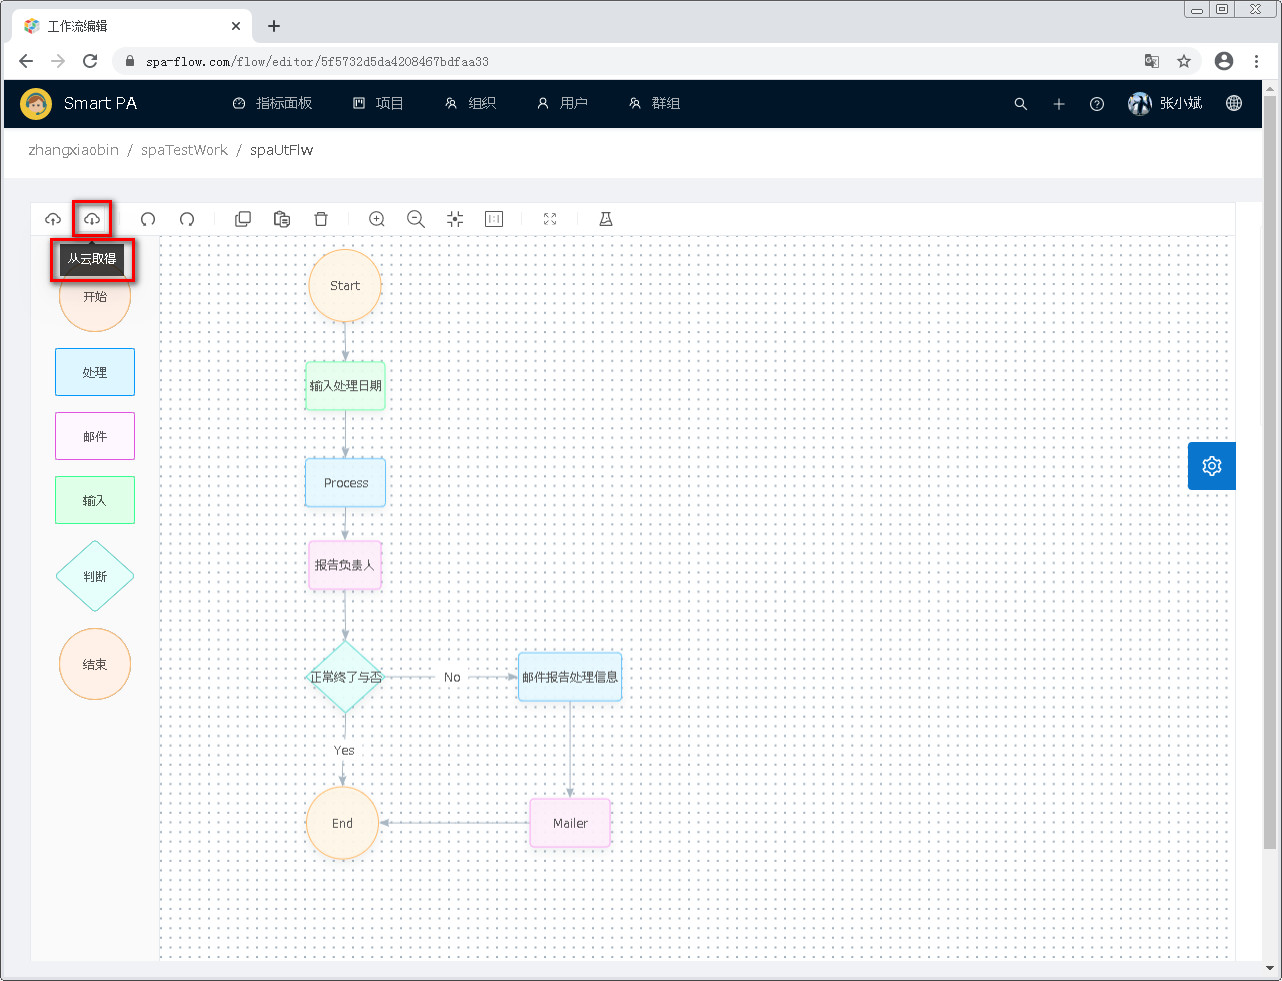 工作流编辑
spa-flow.com/flow/editor/5f5732d5da4208467bdfaa33
Smart PA
指标面板
项目
组织
用户
群组
张小斌
zhangxiaobin / spaTestWork / spaUtFlw
从云取得
开始
处理
邮件
输入
判断
结束
Start
输入处理日期
Process
报告负责人
正常终了与否
No
邮件报告处理信息
Yes
End
Mailer